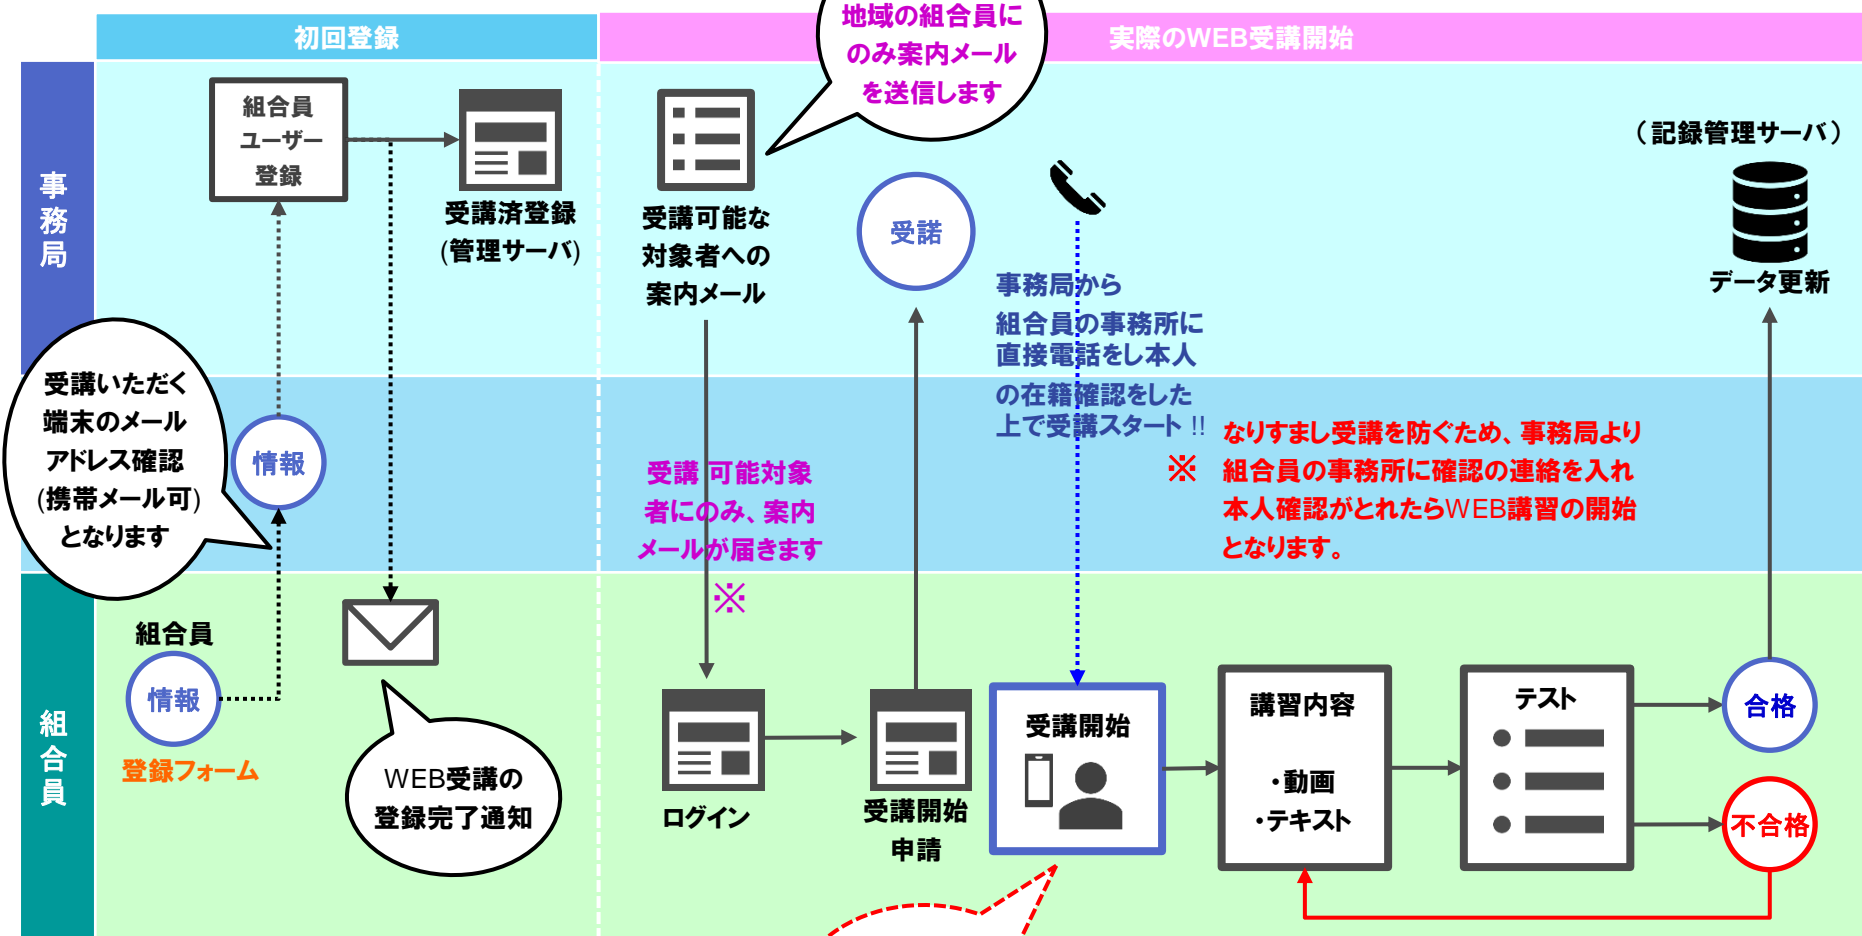 初回登録
実際のWEB受講開始
地域の組合員に
のみ案内メール
を送信します
事務局
組合員
ユーザー
登録
受講済登録
(管理サーバ)
受講可能な
対象者への
案内メール
受諾
（記録管理サーバ）
データ更新
事務局から
組合員の事務所に
直接電話をし本人
の在籍確認をした
上で受講スタート !!
受講いただく
端末のメール
アドレス確認
(携帯メール可)
となります
情報
受講 可能対象
者にのみ、案内
メールが届きます
※
※
なりすまし受講を防ぐため、事務局より
組合員の事務所に確認の連絡を入れ
本人確認がとれたらWEB講習の開始
となります。
組合員
組合員
情報
登録フォーム
WEB受講の
登録完了通知
ログイン
受講開始
申請
受講開始
講習内容
・動画
・テキスト
テスト
合格
不合格